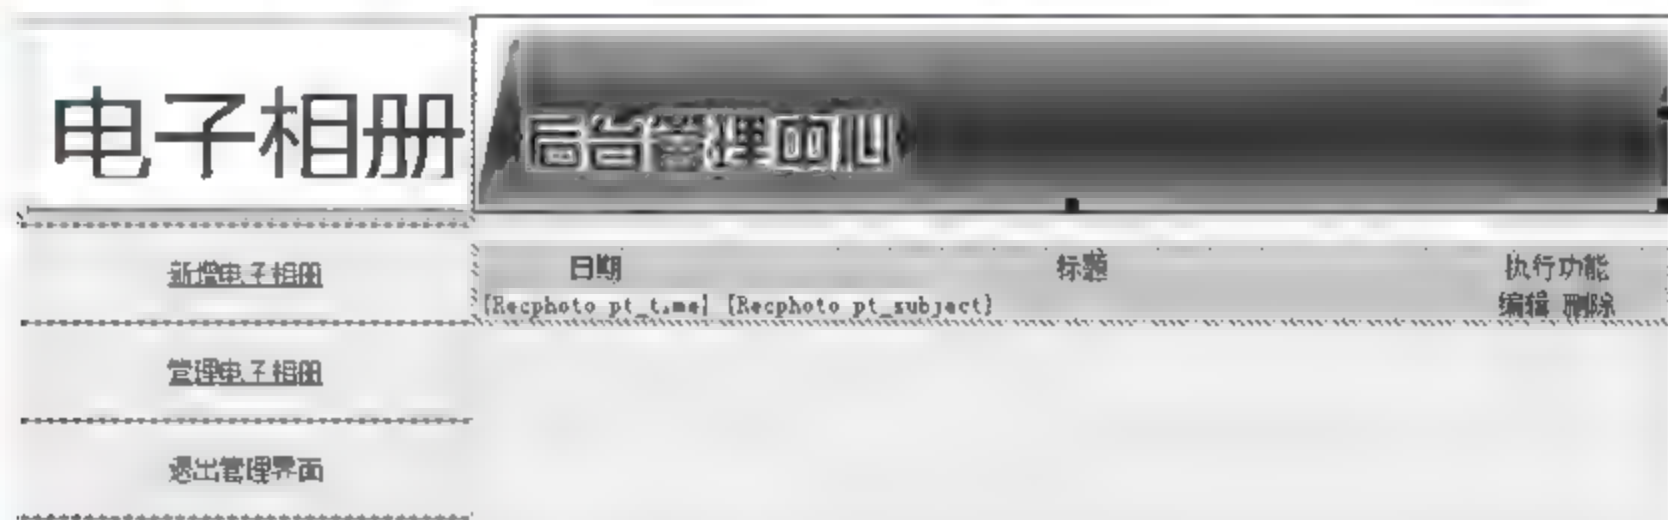 电子相册
后台管理中心
新增电子相册
管理电子相册
退出管理界面
日期 标题 执行功能
{Recphoto pt_time} {Recphoto pt_subject} 编辑 删除